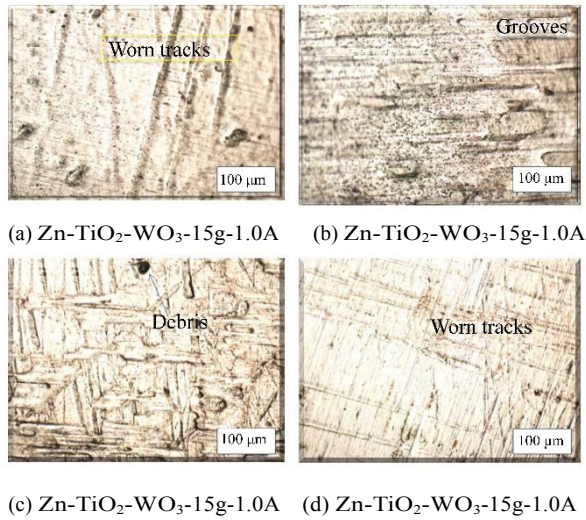 Worn tracks
100 µm
Grooves
100 µm
(a) Zn-TiO₂-WO₃-15g-1.0A
(b) Zn-TiO₂-WO₃-15g-1.0A
Debris
100 µm
Worn tracks
100 µm
(c) Zn-TiO₂-WO₃-15g-1.0A
(d) Zn-TiO₂-WO₃-15g-1.0A